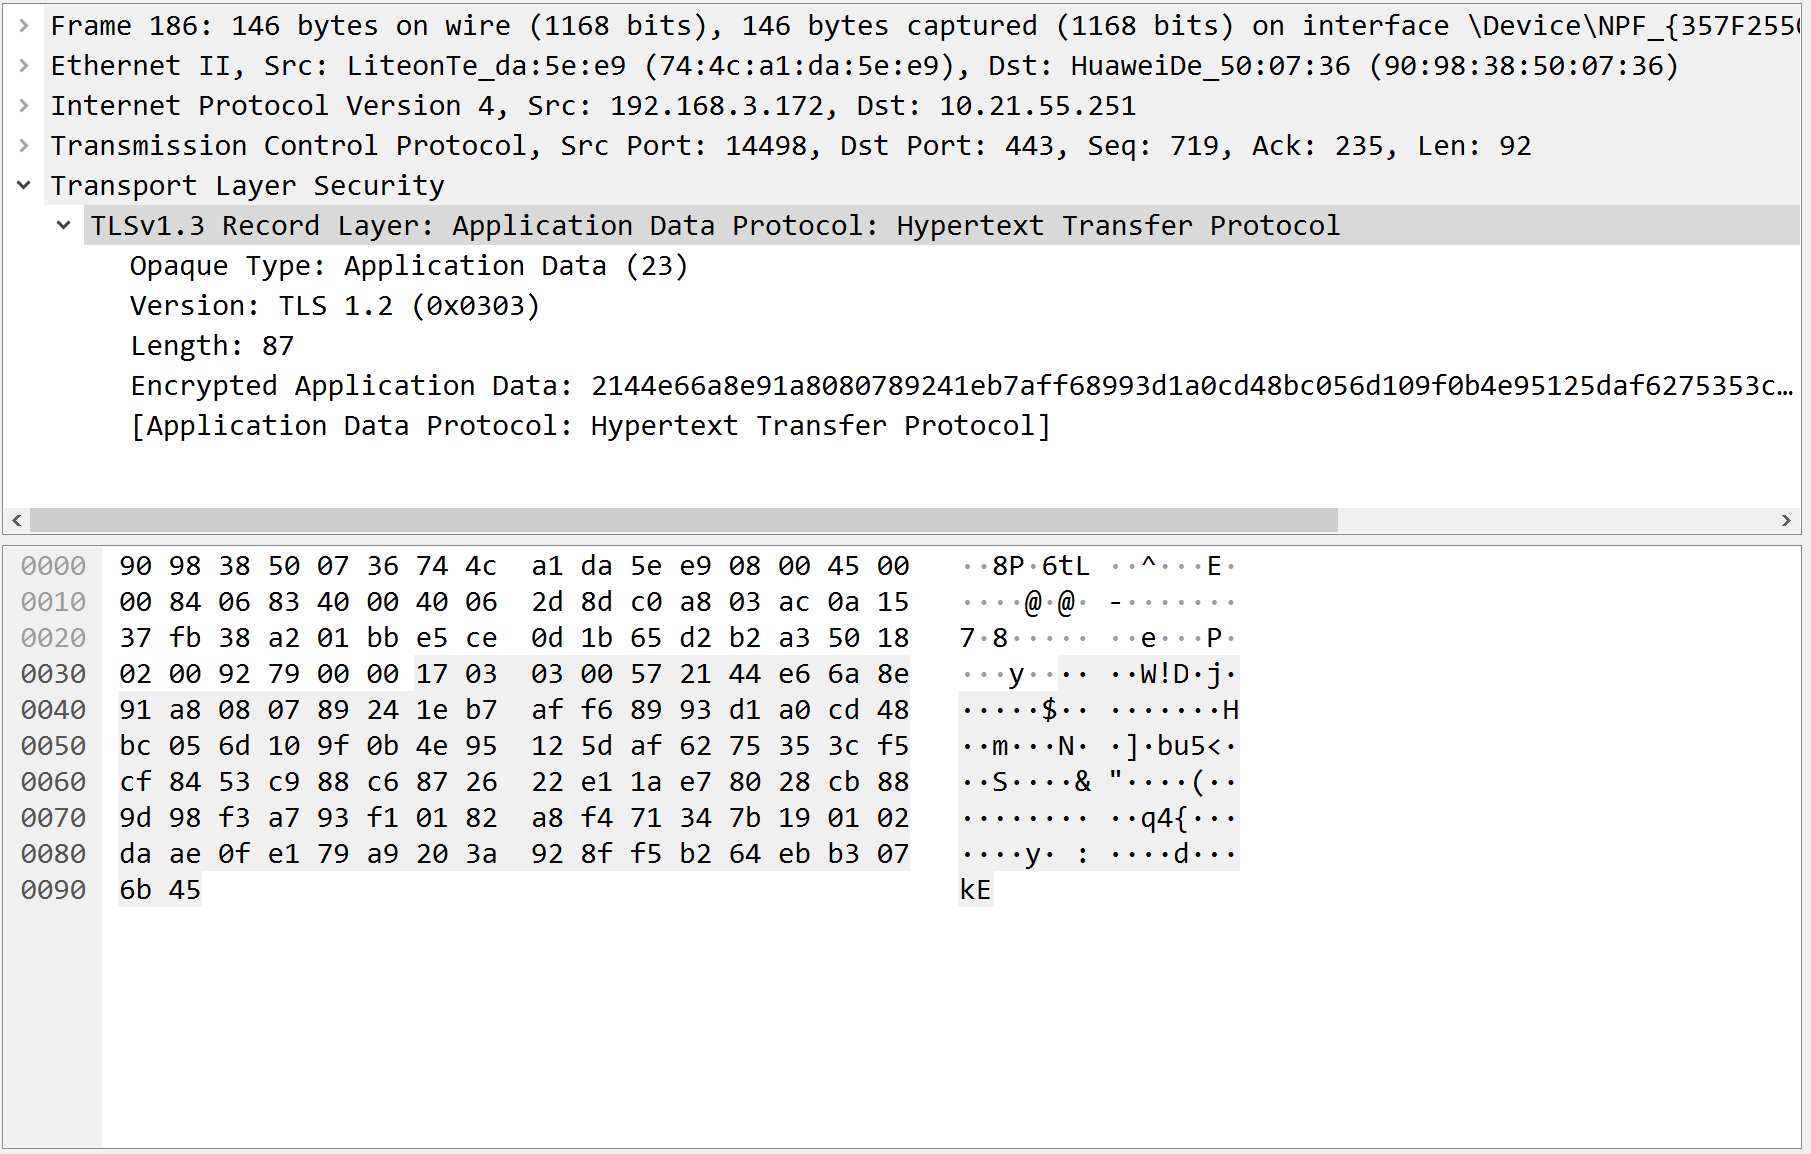 Frame 186: 146 bytes on wire (1168 bits), 146 bytes captured (1168 bits) on interface \Device\NPF_{357F255
Ethernet II, Src: LiteonTe_da:5e:e9 (74:4c:a1:da:5e:e9), Dst: HuaweiDe_50:07:36 (90:98:38:50:07:36)
Internet Protocol Version 4, Src: 192.168.3.172, Dst: 10.21.55.251
Transmission Control Protocol, Src Port: 14498, Dst Port: 443, Seq: 719, Ack: 235, Len: 92
Transport Layer Security
TLSv1.3 Record Layer: Application Data Protocol: Hypertext Transfer Protocol
Opaque Type: Application Data (23)
Version: TLS 1.2 (0x0303)
Length: 87
Encrypted Application Data: 2144e66a8e91a8080789241eb7aff68993d1a0cd48bc056d109f0b4e95125daf6275353c…
[Application Data Protocol: Hypertext Transfer Protocol]
0000 90 98 38 50 07 36 74 4c a1 da 5e e9 08 00 45 00 ··8P·6tL ··^···E·
0010 00 84 06 83 40 00 40 06 2d 8d c0 a8 03 ac 0a 15 ····@·@· -·······
0020 37 fb 38 a2 01 bb e5 ce 0d 1b 65 d2 b2 a3 50 18 7·8····· ··e···P·
0030 02 00 92 79 00 00 17 03 03 00 57 21 44 e6 6a 8e ···y···· ··W!D·j·
0040 91 a8 08 07 89 24 1e b7 af f6 89 93 d1 a0 cd 48 ·····$·· ·······H
0050 bc 05 6d 10 9f 0b 4e 95 12 5d af 62 75 35 3c f5 ··m···N· ·]·bu5<·
0060 cf 84 53 c9 88 c6 87 26 22 e1 1a e7 80 28 cb 88 ··S····& "····(··
0070 9d 98 f3 a7 93 f1 01 82 a8 f4 71 34 7b 19 01 02 ········ ··q4{···
0080 da ae 0f e1 79 a9 20 3a 92 8f f5 b2 64 eb b3 07 ····y· : ····d···
0090 6b 45 kE